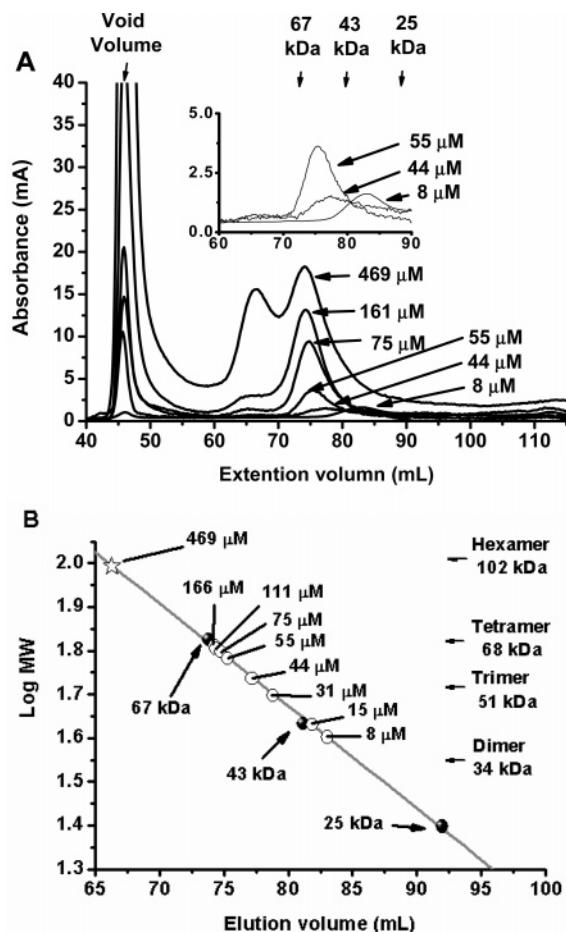 Void
Volume
67
kDa
43
kDa
25
kDa
A
40
35
30
25
20
15
10
5
0
Absorbance (mA)
5.0
2.5
0.0
60 70 80 90
55 μM
44 μM
8 μM
469 μM
161 μM
75 μM
55 μM
44 μM
8 μM
40 50 60 70 80 90 100 110
Extention volumn (mL)
B
2.0
1.9
1.8
1.7
1.6
1.5
1.4
1.3
Log MW
469 μM
166 μM
111 μM
75 μM
55 μM
44 μM
31 μM
15 μM
8 μM
67 kDa
43 kDa
25 kDa
Hexamer
102 kDa
Tetramer
68 kDa
Trimer
51 kDa
Dimer
34 kDa
65 70 75 80 85 90 95 100
Elution volume (mL)